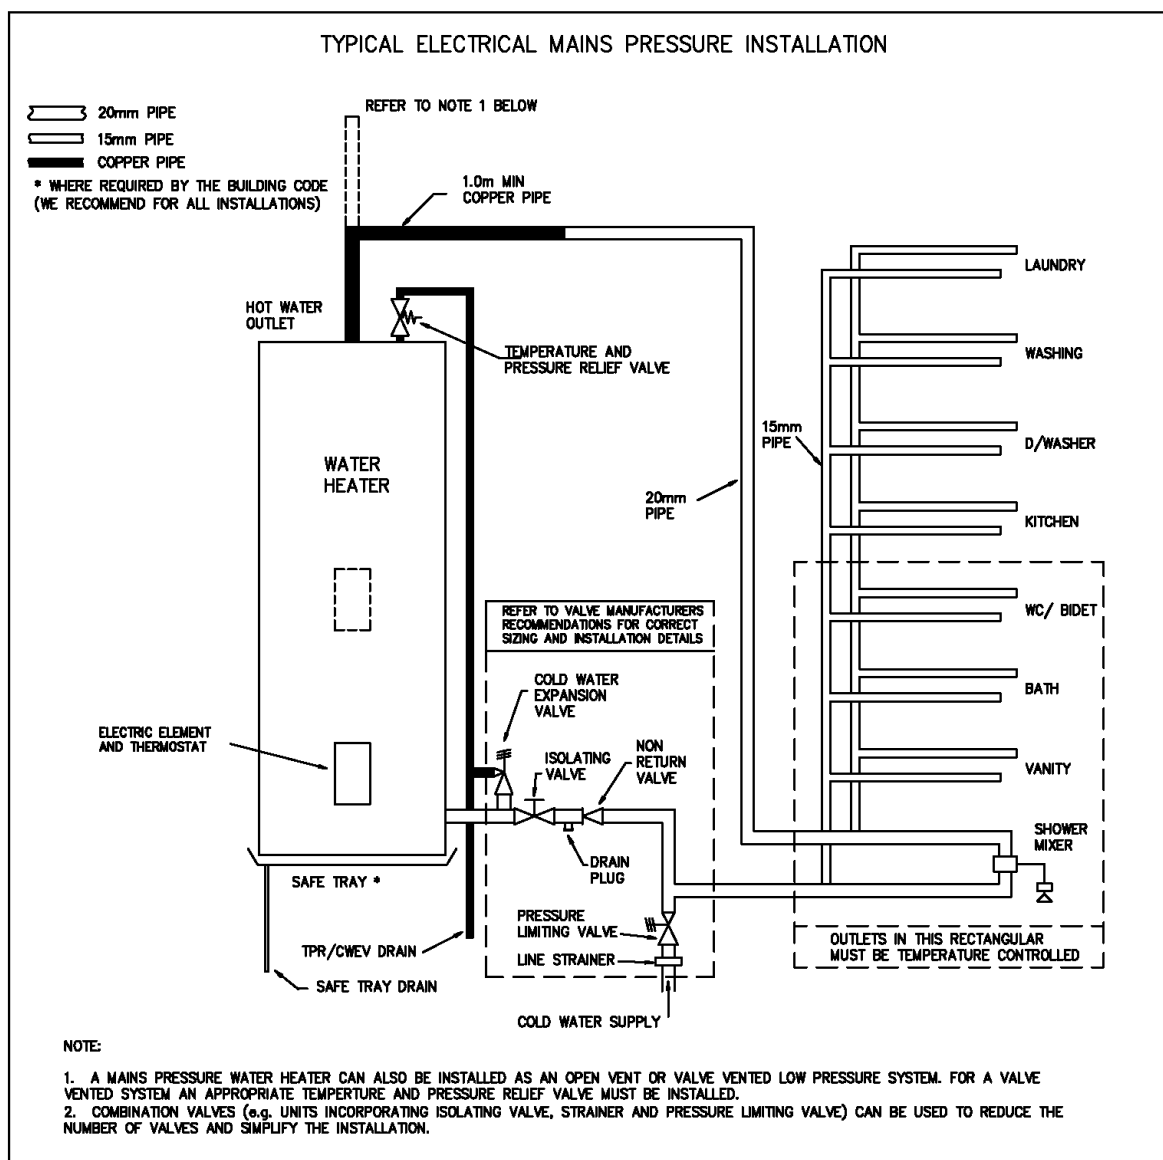 TYPICAL ELECTRICAL MAINS PRESSURE INSTALLATION
20mm PIPE
15mm PIPE
COPPER PIPE
* WHERE REQUIRED BY THE BUILDING CODE
(WE RECOMMEND FOR ALL INSTALLATIONS)
REFER TO NOTE 1 BELOW
1.0m MIN
COPPER PIPE
HOT WATER
OUTLET
TEMPERATURE AND
PRESSURE RELIEF VALVE
WATER
HEATER
ELECTRIC ELEMENT
AND THERMOSTAT
SAFE TRAY *
TPR/CWEV DRAIN
SAFE TRAY DRAIN
REFER TO VALVE MANUFACTURERS
RECOMMENDATIONS FOR CORRECT
SIZING AND INSTALLATION DETAILS
COLD WATER
EXPANSION
VALVE
ISOLATING
VALVE
NON
RETURN
VALVE
DRAIN
PLUG
PRESSURE
LIMITING VALVE
LINE STRAINER
COLD WATER SUPPLY
20mm
PIPE
15mm
PIPE
LAUNDRY
WASHING
D/WASHER
KITCHEN
WC/ BIDET
BATH
VANITY
SHOWER
MIXER
OUTLETS IN THIS RECTANGULAR
MUST BE TEMPERATURE CONTROLLED
NOTE:
1. A MAINS PRESSURE WATER HEATER CAN ALSO BE INSTALLED AS AN OPEN VENT OR VALVE VENTED LOW PRESSURE SYSTEM. FOR A VALVE
VENTED SYSTEM AN APPROPRIATE TEMPERTURE AND PRESSURE RELIEF VALVE MUST BE INSTALLED.
2. COMBINATION VALVES (e.g. UNITS INCORPORATING ISOLATING VALVE, STRAINER AND PRESSURE LIMITING VALVE) CAN BE USED TO REDUCE THE
NUMBER OF VALVES AND SIMPLIFY THE INSTALLATION.